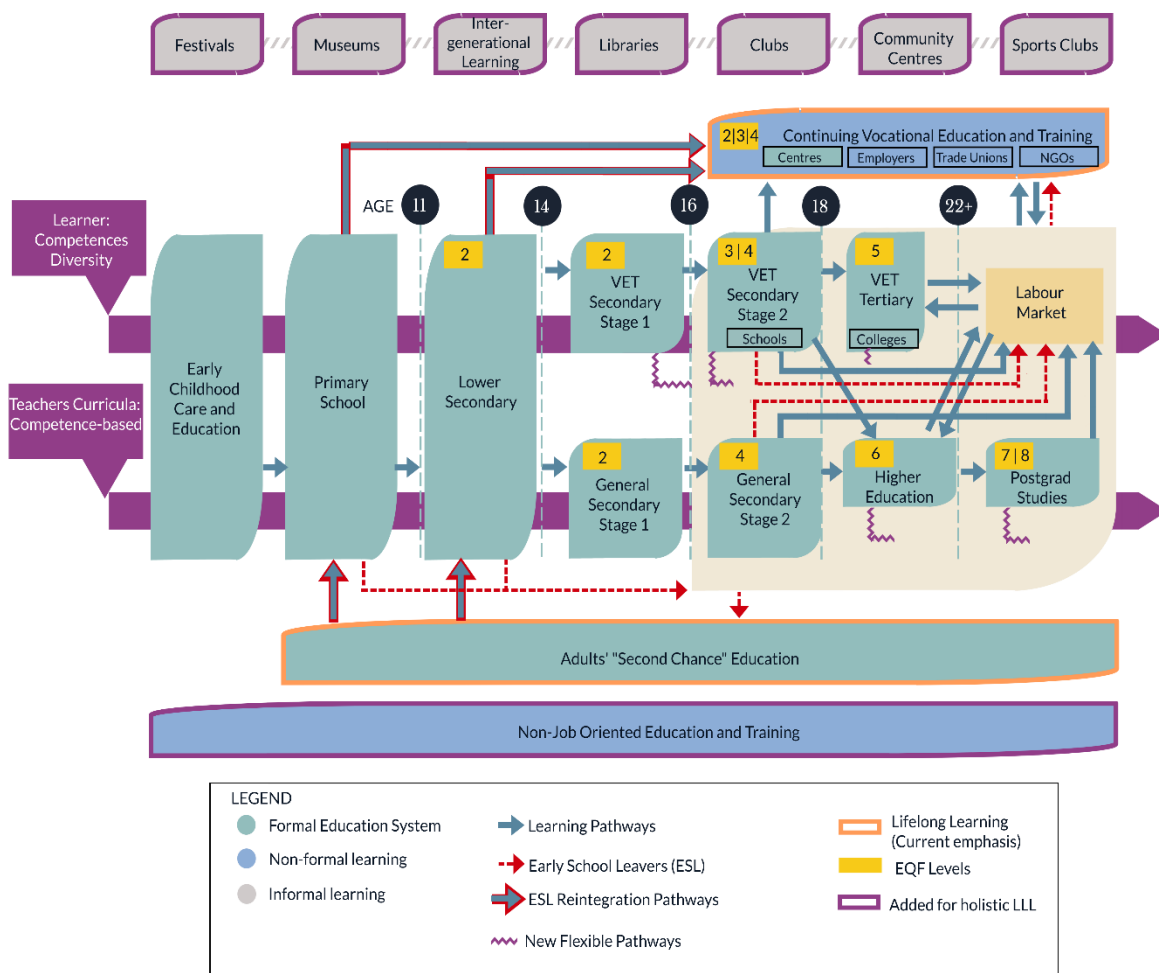 Festivals
Museums
Inter-
generational
Learning
Libraries
Clubs
Community
Centres
Sports Clubs
2|3|4
Continuing Vocational Education and Training
Centres
Employers
Trade Unions
NGOs
AGE
11
14
16
18
22+
Learner:
Competences
Diversity
Teachers Curricula:
Competence-based
Early
Childhood
Care and
Education
Primary
School
2
Lower
Secondary
2
VET
Secondary
Stage 1
3 | 4
VET
Secondary
Stage 2
Schools
5
VET
Tertiary
Colleges
Labour
Market
2
General
Secondary
Stage 1
4
General
Secondary
Stage 2
6
Higher
Education
7 | 8
Postgrad
Studies
Adults' "Second Chance" Education
Non-Job Oriented Education and Training
LEGEND
Formal Education System
Non-formal learning
Informal learning
Learning Pathways
Early School Leavers (ESL)
ESL Reintegration Pathways
New Flexible Pathways
Lifelong Learning
(Current emphasis)
EQF Levels
Added for holistic LLL